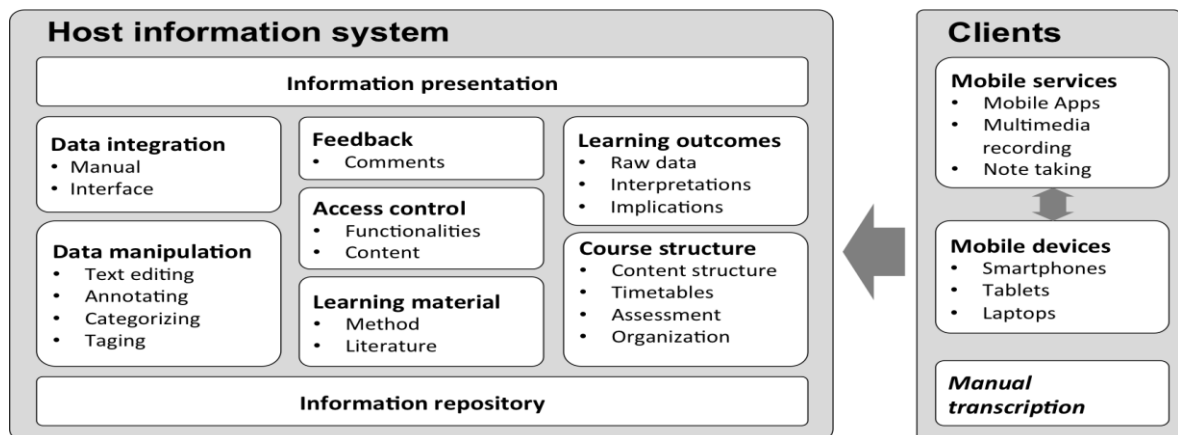 Host information system
Information presentation
Data integration
• Manual
• Interface
Data manipulation
• Text editing
• Annotating
• Categorizing
• Taging
Feedback
• Comments
Access control
• Functionalities
• Content
Learning material
• Method
• Literature
Learning outcomes
• Raw data
• Interpretations
• Implications
Course structure
• Content structure
• Timetables
• Assessment
• Organization
Information repository
Clients
Mobile services
• Mobile Apps
• Multimedia
recording
• Note taking
Mobile devices
• Smartphones
• Tablets
• Laptops
Manual
transcription